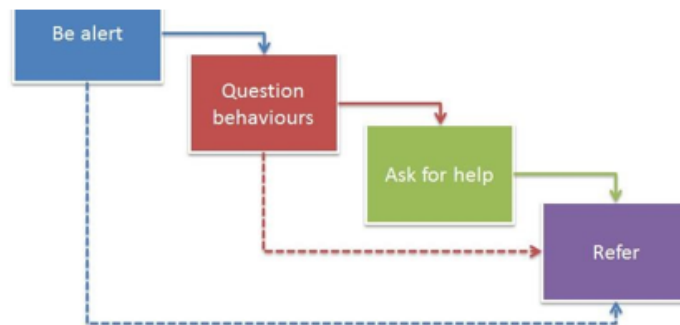 Be alert
Question
behaviours
Ask for help
Refer